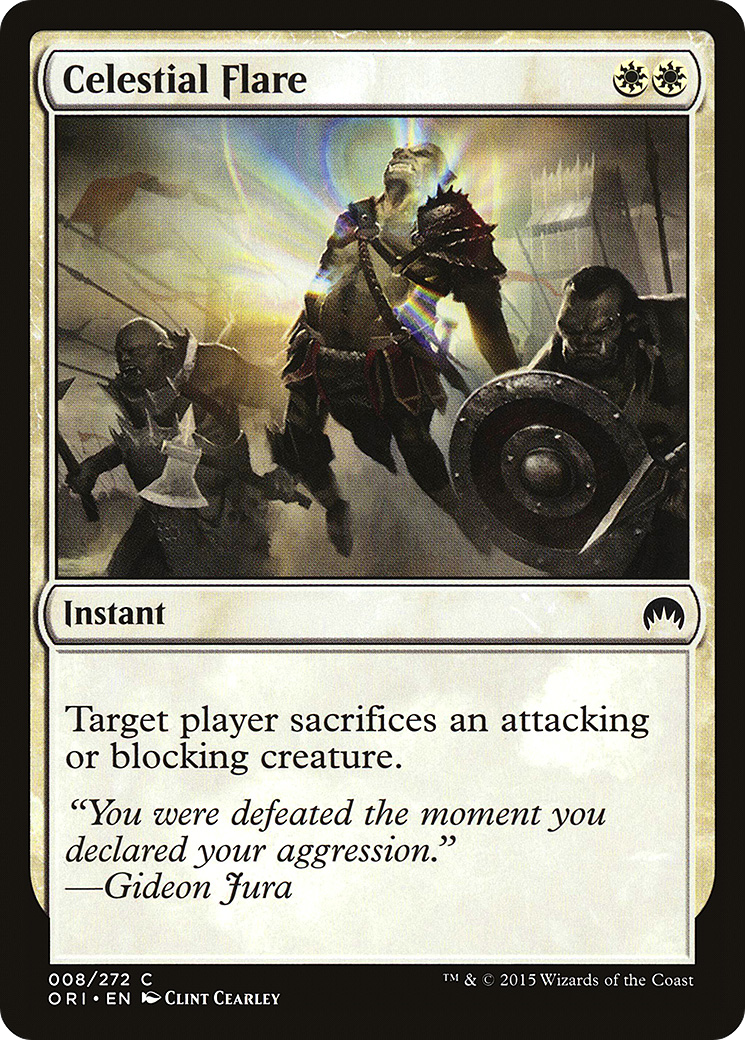 Celestial Flare
Instant
Target player sacrifices an attacking
or blocking creature.
“You were defeated the moment you
declared your aggression.”
—Gideon Jura
008/272 C
ORI • EN Clint Cearley
™ & © 2015 Wizards of the Coast